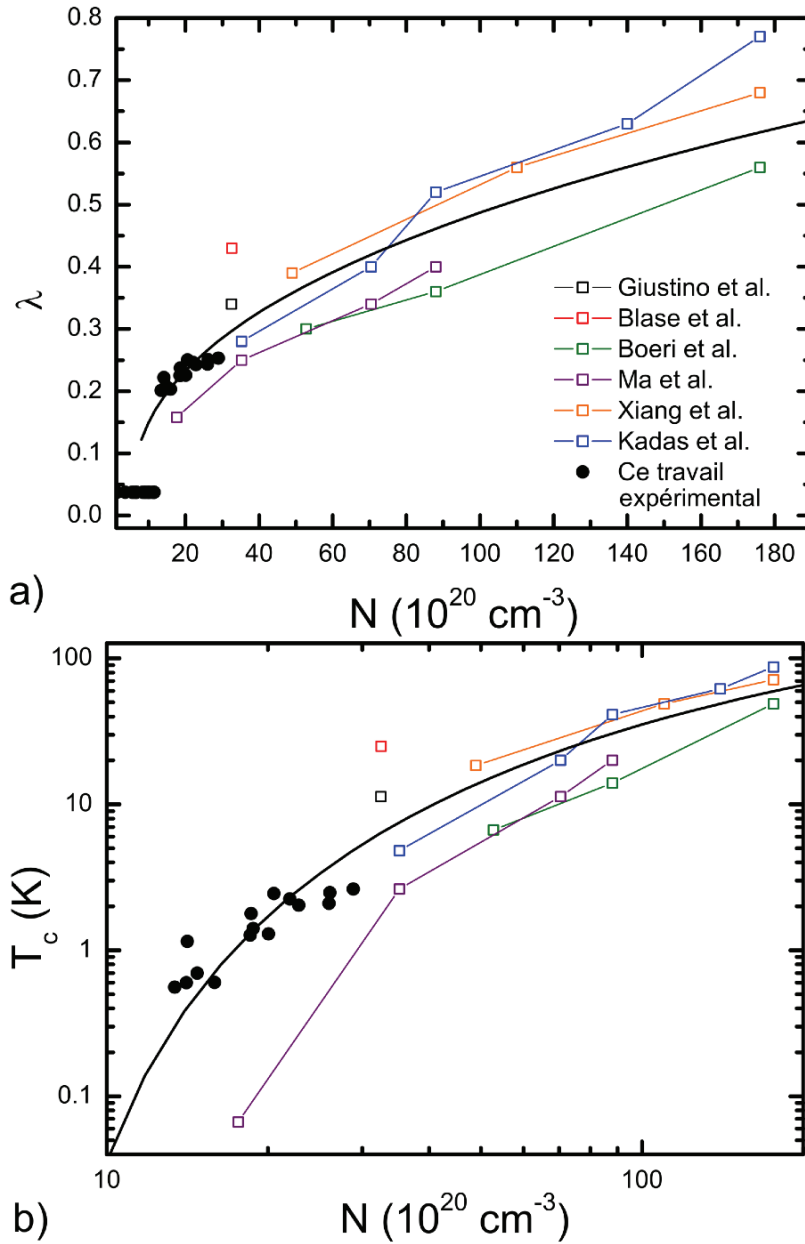 0.8
0.7
0.6
0.5
0.4
0.3
0.2
0.1
0.0
λ
Giustino et al.
Blase et al.
Boeri et al.
Ma et al.
Xiang et al.
Kadas et al.
Ce travail
expérimental
20 40 60 80 100 120 140 160 180
a)
N (10²⁰ cm⁻³)
100
10
1
0.1
T_c (K)
10 100
b)
N (10²⁰ cm⁻³)